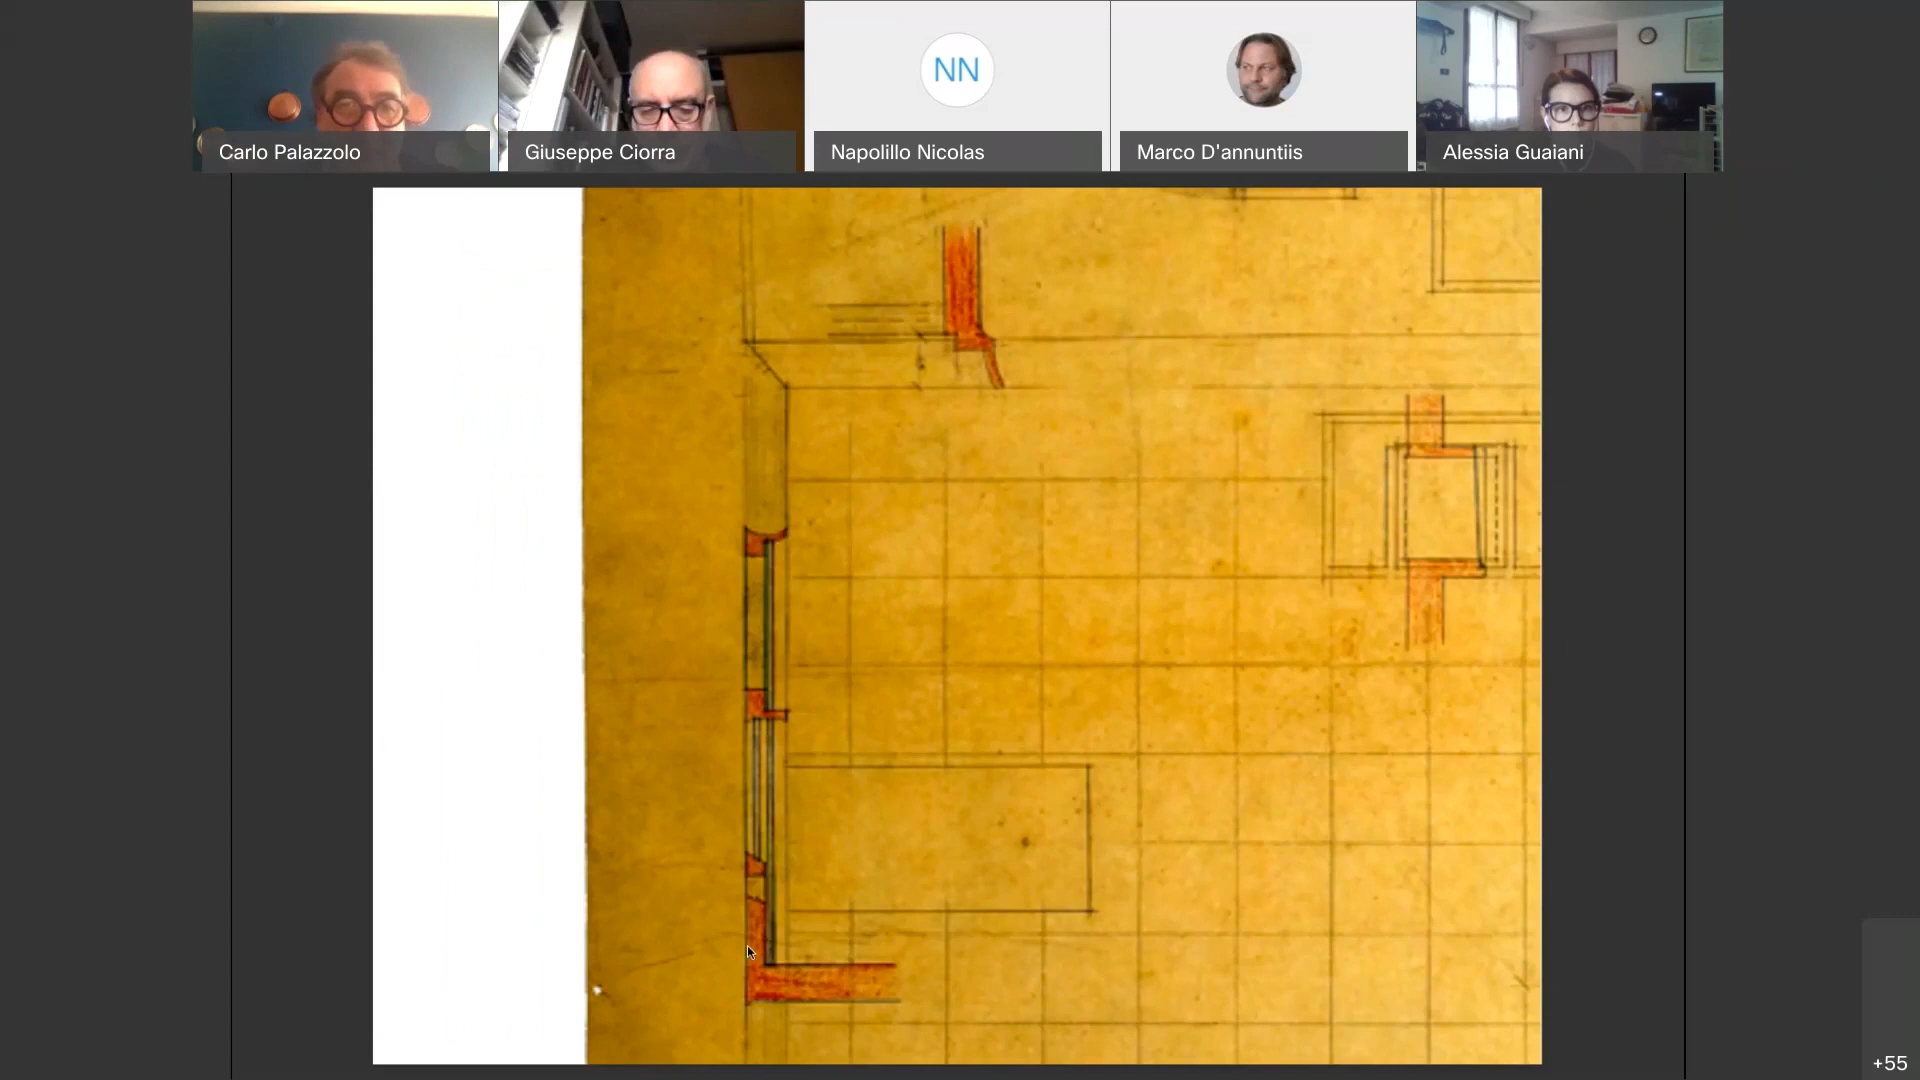 NN
Carlo Palazzolo
Giuseppe Ciorra
Napolillo Nicolas
Marco D'annuntiis
Alessia Guaiani
+55